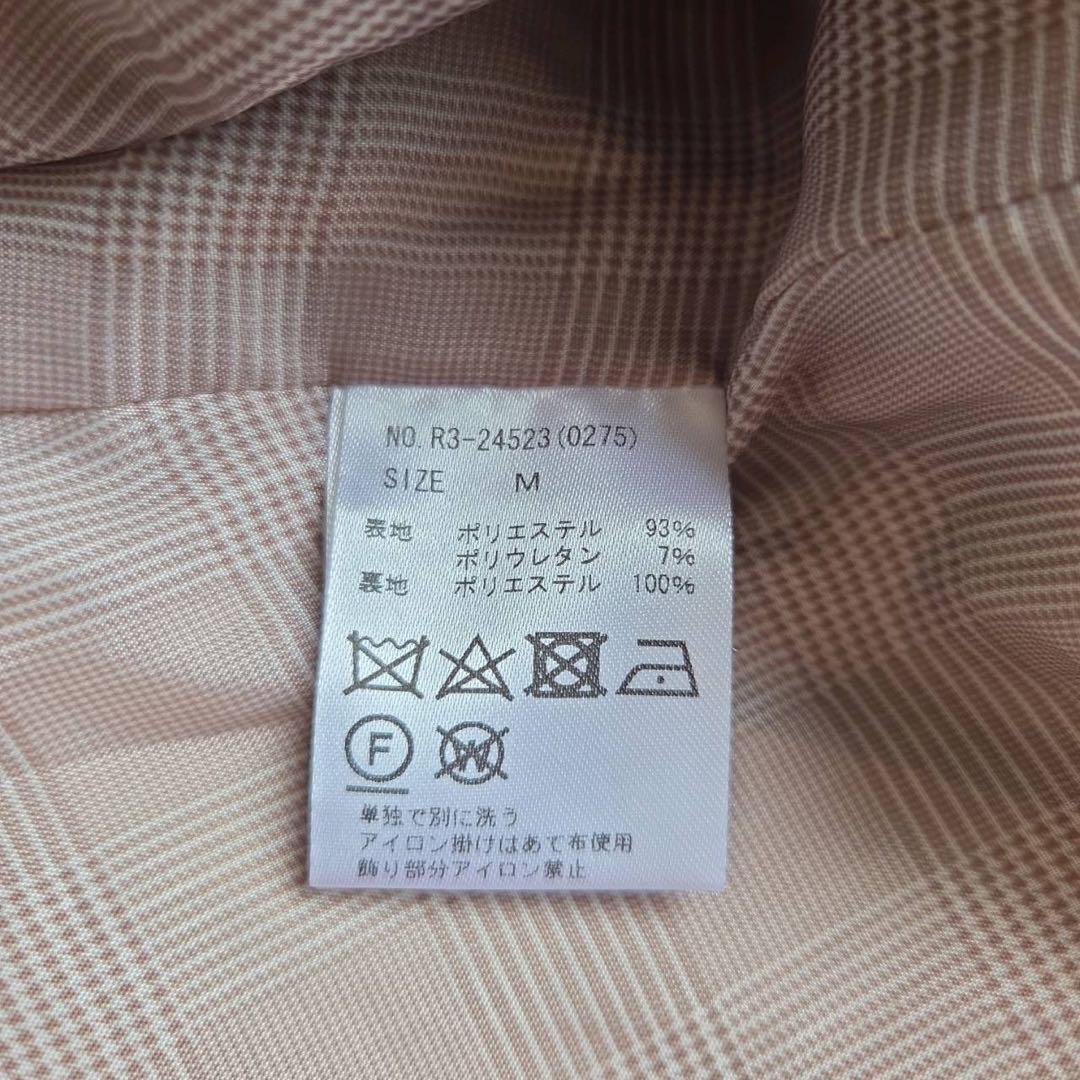 NO. R3-24523(0275)
SIZE M
表地 ポリエステル 93%
ポリウレタン 7%
裏地 ポリエステル 100%
F W
単独で別に洗う
アイロン掛けはあて布使用
飾り部分アイロン禁止